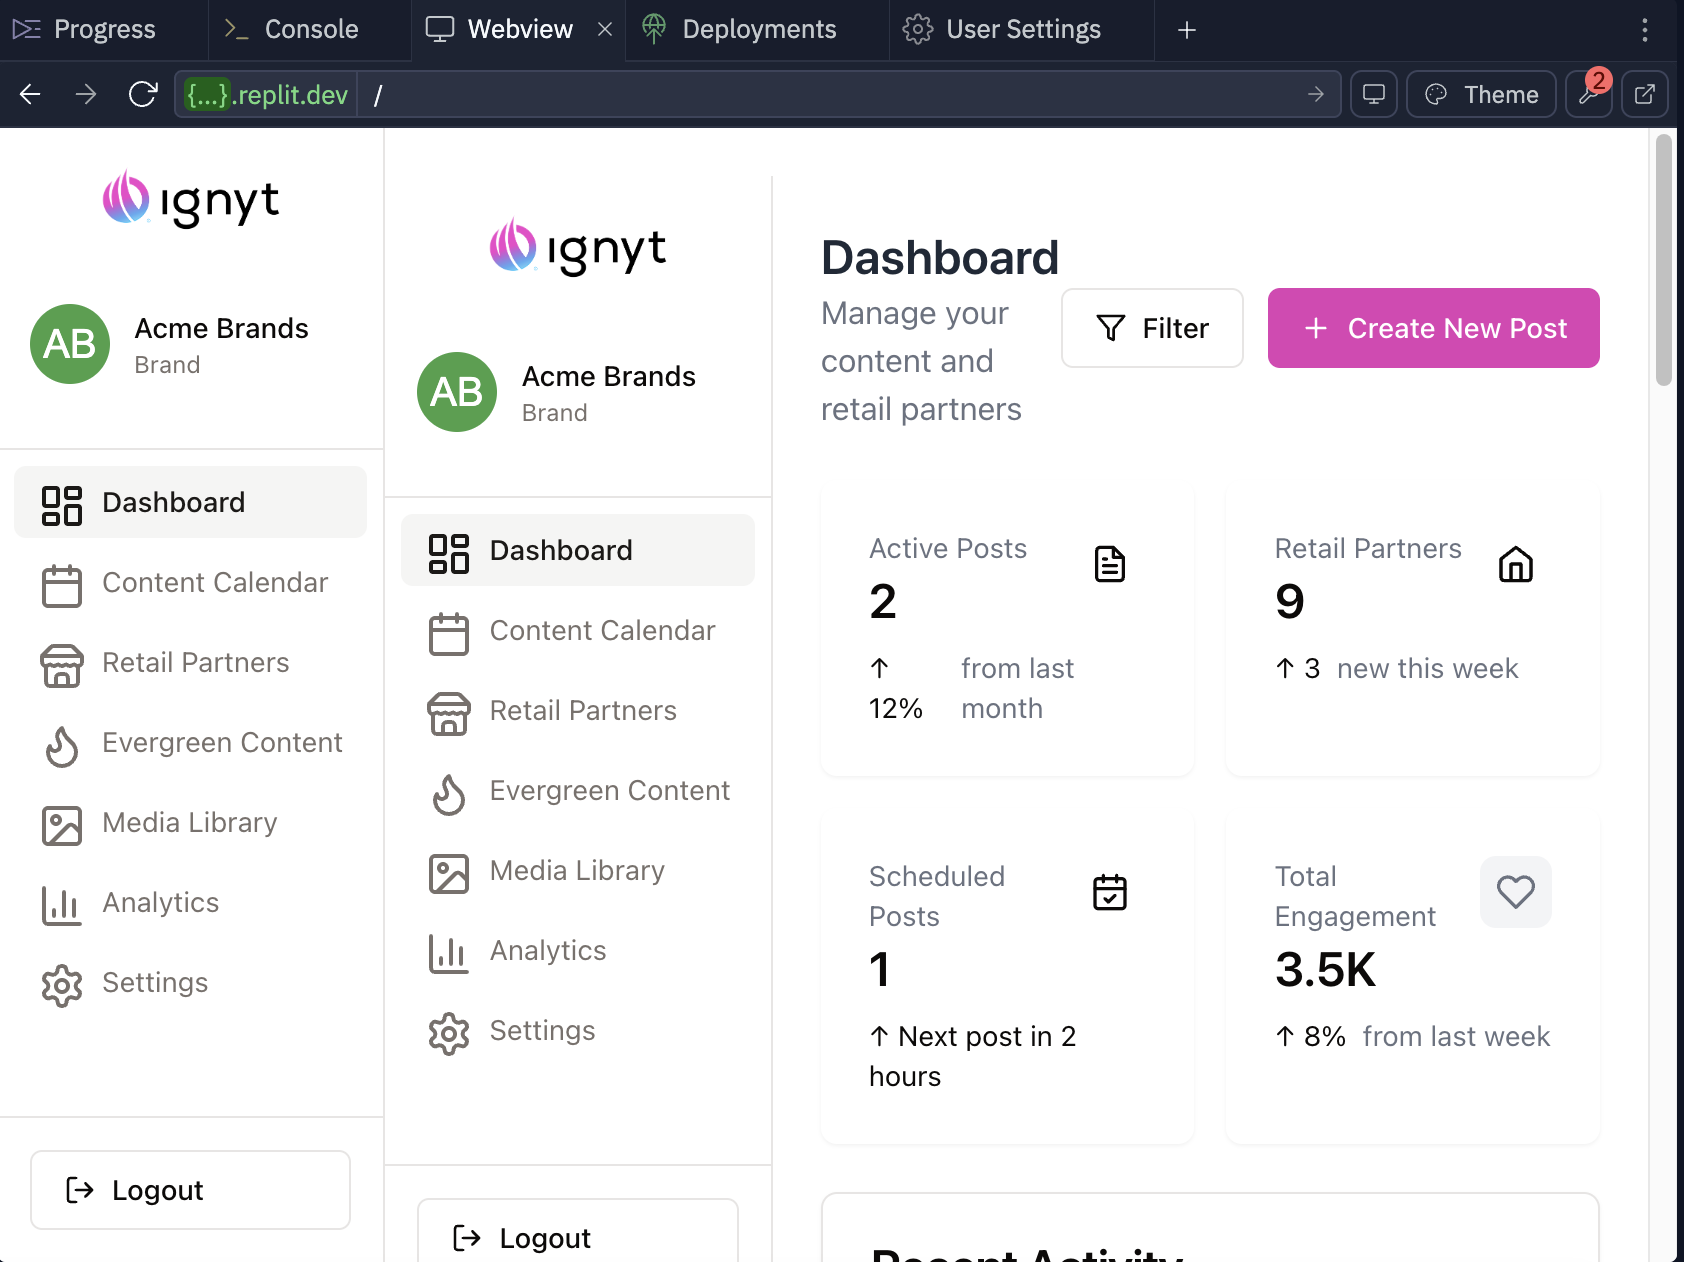 Progress
Console
Webview
Deployments
User Settings
{...}.replit.dev
/
Theme
2
ignyt
AB
Acme Brands
Brand
Dashboard
Content Calendar
Retail Partners
Evergreen Content
Media Library
Analytics
Settings
Logout
ignyt
AB
Acme Brands
Brand
Dashboard
Content Calendar
Retail Partners
Evergreen Content
Media Library
Analytics
Settings
Logout
Dashboard
Manage your
content and
retail partners
Filter
+ Create New Post
Active Posts
2
↑
12%
from last
month
Retail Partners
9
↑ 3 new this week
Scheduled
Posts
1
↑ Next post in 2
hours
Total
Engagement
3.5K
↑ 8% from last week
Recent Activity